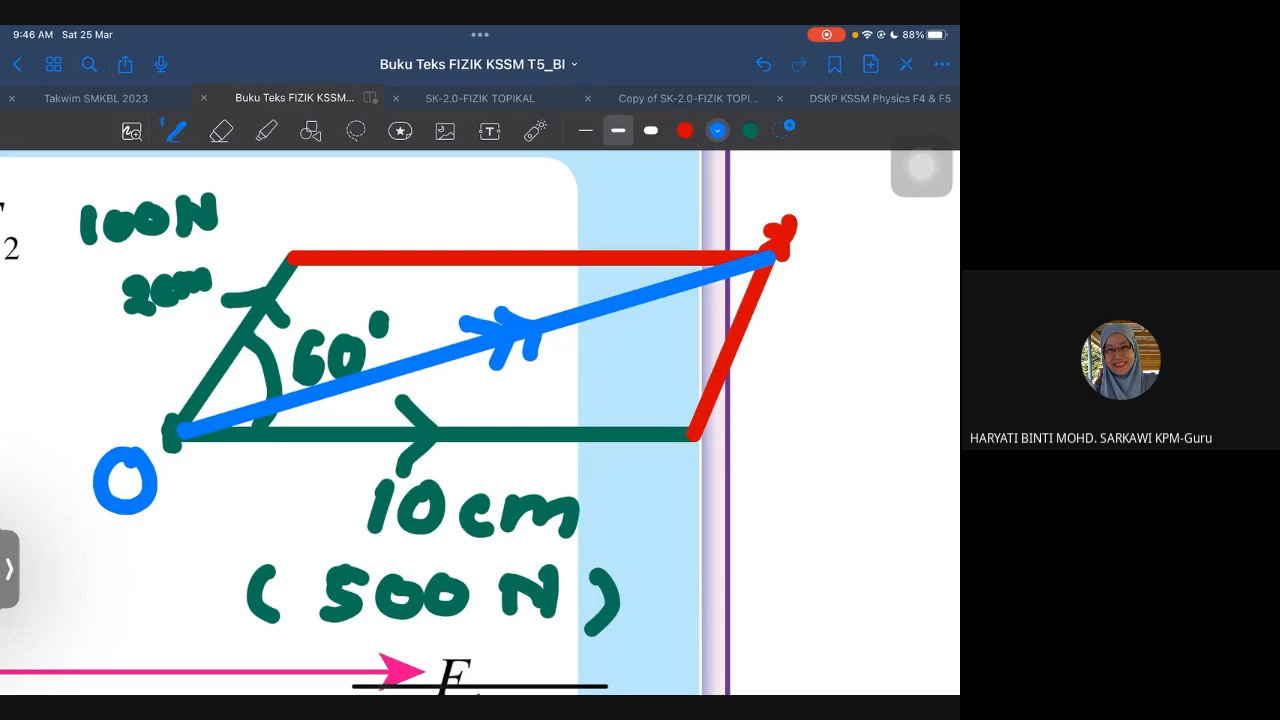 9:46 AM Sat 25 Mar
88%
Buku Teks FIZIK KSSM T5_BI
Takwim SMKBL 2023
Buku Teks FIZIK KSSM...
SK-2.0-FIZIK TOPIKAL
Copy of SK-2.0-FIZIK TOPI...
DSKP KSSM Physics F4 & F5
100N
2
2cm
60°
O
10cm
(500 N)
F
HARYATI BINTI MOHD. SARKAWI KPM-Guru